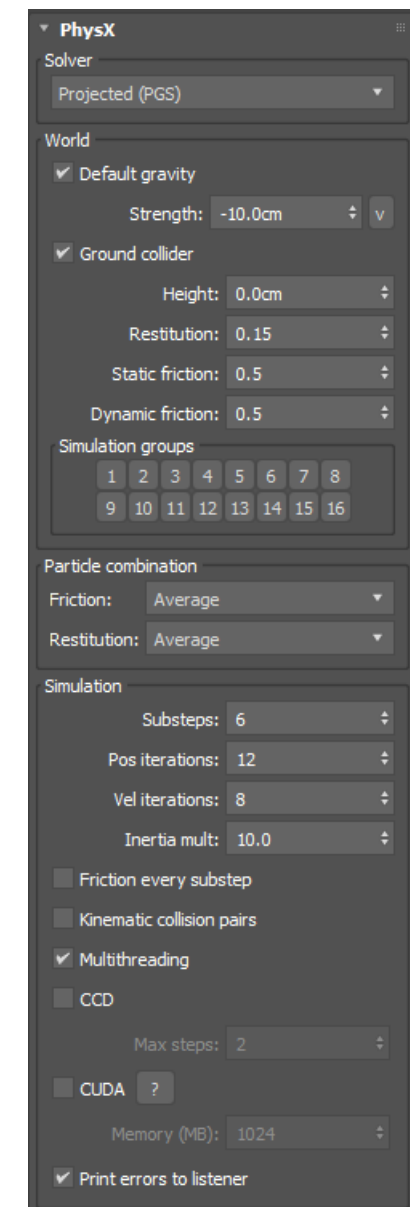 PhysX
Solver
Projected (PGS)
World
Default gravity
Strength: -10.0cm v
Ground collider
Height: 0.0cm
Restitution: 0.15
Static friction: 0.5
Dynamic friction: 0.5
Simulation groups
1 2 3 4 5 6 7 8
9 10 11 12 13 14 15 16
Particle combination
Friction: Average
Restitution: Average
Simulation
Substeps: 6
Pos iterations: 12
Vel iterations: 8
Inertia mult: 10.0
Friction every substep
Kinematic collision pairs
Multithreading
CCD
Max steps: 2
CUDA ?
Memory (MB): 1024
Print errors to listener